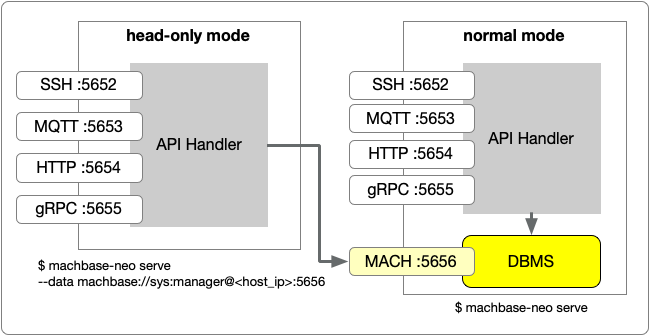 head-only mode
SSH :5652
MQTT :5653
HTTP :5654
gRPC :5655
API Handler
$ machbase-neo serve
--data machbase://sys:manager@<host_ip>:5656
normal mode
SSH :5652
MQTT :5653
HTTP :5654
gRPC :5655
API Handler
MACH :5656
DBMS
$ machbase-neo serve